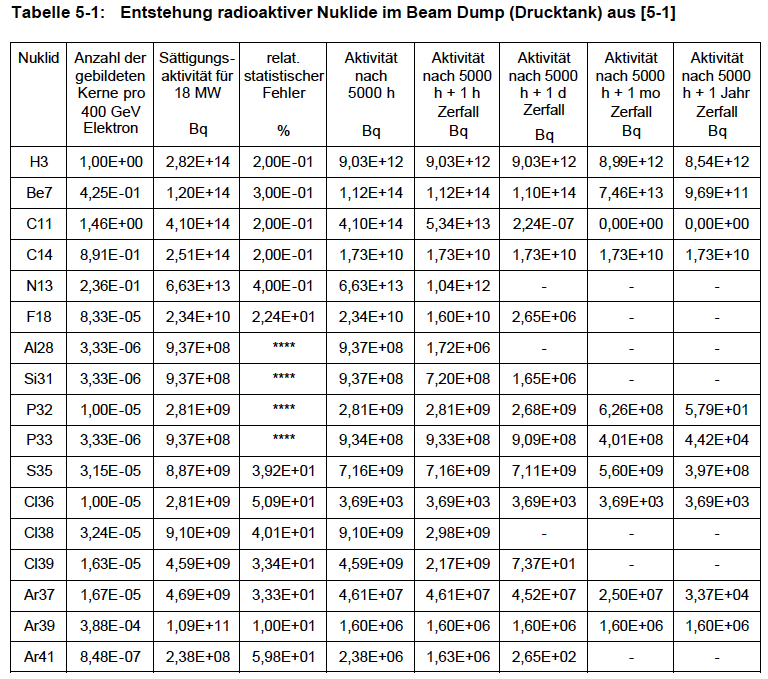 Tabelle 5-1: Entstehung radioaktiver Nuklide im Beam Dump (Drucktank) aus [5-1]
Nuklid Anzahl der Sättigungs- relat. Aktivität Aktivität Aktivität Aktivität Aktivität
gebildeten aktivität für statistischer nach nach 5000 nach 5000 nach 5000 nach 5000
Kerne pro 18 MW Fehler 5000 h h + 1 h h + 1 d h + 1 mo h + 1 Jahr
400 GeV Zerfall Zerfall Zerfall Zerfall
Elektron Bq % Bq Bq Bq Bq Bq
H3 1,00E+00 2,82E+14 2,00E-01 9,03E+12 9,03E+12 9,03E+12 8,99E+12 8,54E+12
Be7 4,25E-01 1,20E+14 3,00E-01 1,12E+14 1,12E+14 1,10E+14 7,46E+13 9,69E+11
C11 1,46E+00 4,10E+14 2,00E-01 4,10E+14 5,34E+13 2,24E-07 0,00E+00 0,00E+00
C14 8,91E-01 2,51E+14 2,00E-01 1,73E+10 1,73E+10 1,73E+10 1,73E+10 1,73E+10
N13 2,36E-01 6,63E+13 4,00E-01 6,63E+13 1,04E+12 - - -
F18 8,33E-05 2,34E+10 2,24E+01 2,34E+10 1,60E+10 2,65E+06 - -
Al28 3,33E-06 9,37E+08 **** 9,37E+08 1,72E+06 - - -
Si31 3,33E-06 9,37E+08 **** 9,37E+08 7,20E+08 1,65E+06 - -
P32 1,00E-05 2,81E+09 **** 2,81E+09 2,81E+09 2,68E+09 6,26E+08 5,79E+01
P33 3,33E-06 9,37E+08 **** 9,34E+08 9,33E+08 9,09E+08 4,01E+08 4,42E+04
S35 3,15E-05 8,87E+09 3,92E+01 7,16E+09 7,16E+09 7,11E+09 5,60E+09 3,97E+08
Cl36 1,00E-05 2,81E+09 5,09E+01 3,69E+03 3,69E+03 3,69E+03 3,69E+03 3,69E+03
Cl38 3,24E-05 9,10E+09 4,01E+01 9,10E+09 2,98E+09 - - -
Cl39 1,63E-05 4,59E+09 3,34E+01 4,59E+09 2,17E+09 7,37E+01 - -
Ar37 1,67E-05 4,69E+09 3,33E+01 4,61E+07 4,61E+07 4,52E+07 2,50E+07 3,37E+04
Ar39 3,88E-04 1,09E+11 1,00E+01 1,60E+06 1,60E+06 1,60E+06 1,60E+06 1,60E+06
Ar41 8,48E-07 2,38E+08 5,98E+01 2,38E+06 1,63E+06 2,65E+02 - -